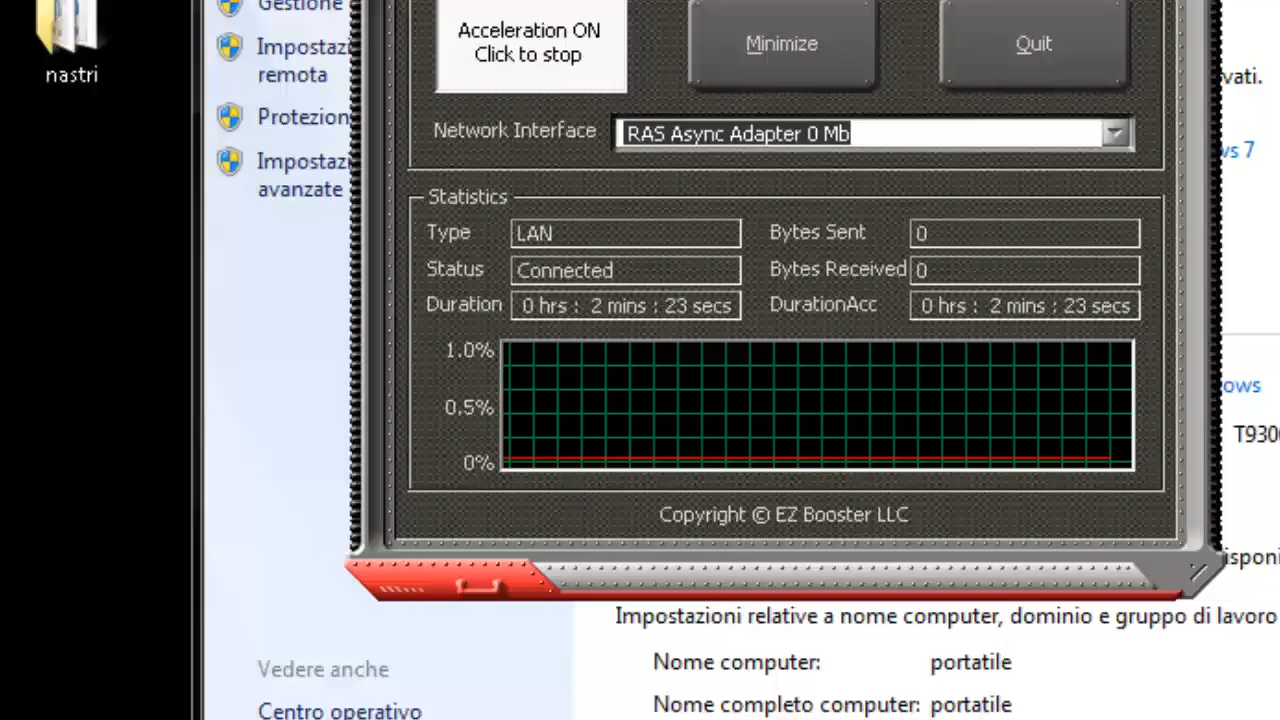 nastri
Gestione
Impostazi
remota
Protezion
Impostazi
avanzate
Acceleration ON
Click to stop
Minimize
Quit
Network Interface
RAS Async Adapter 0 Mb
Statistics
Type
LAN
Bytes Sent
0
Status
Connected
Bytes Received
0
Duration
0 hrs : 2 mins : 23 secs
DurationAcc
0 hrs : 2 mins : 23 secs
1.0%
0.5%
0%
Copyright © EZ Booster LLC
vati.
ws 7
ows
T930
isponi
Impostazioni relative a nome computer, dominio e gruppo di lavoro
Nome computer: portatile
Nome completo computer: portatile
Vedere anche
Centro operativo